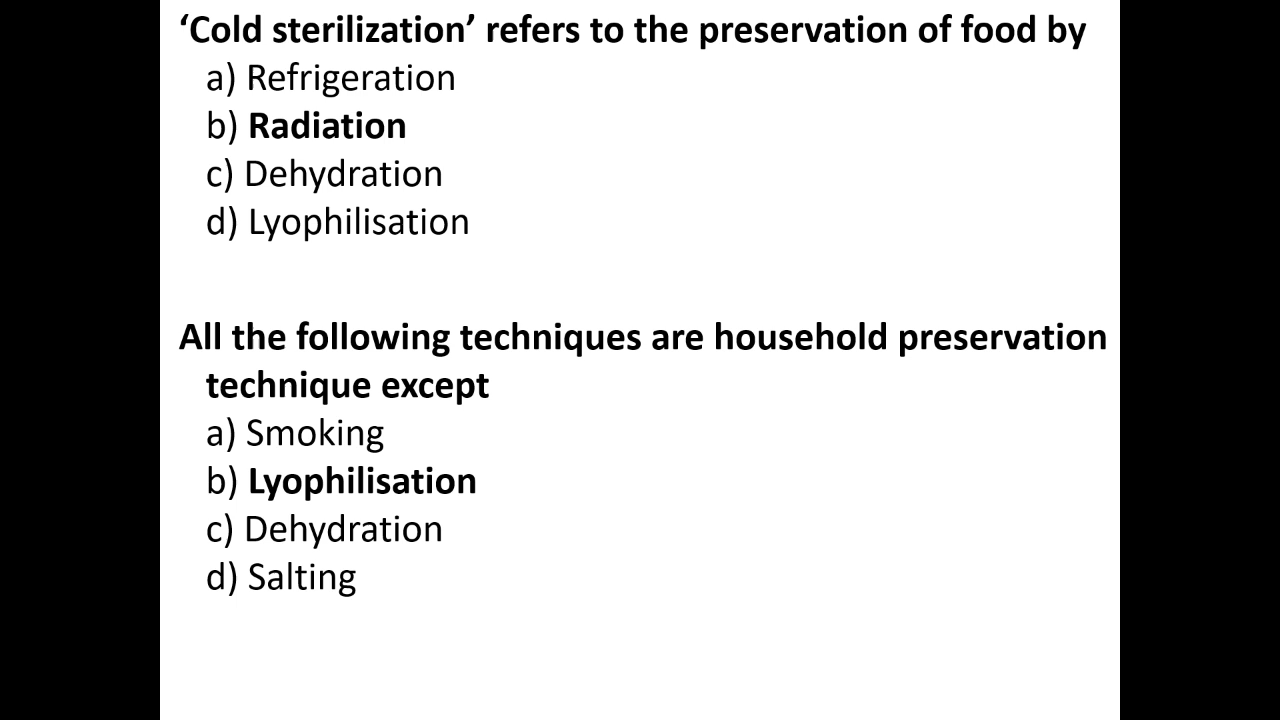 ‘Cold sterilization’ refers to the preservation of food by
a) Refrigeration
b) Radiation
c) Dehydration
d) Lyophilisation
All the following techniques are household preservation
technique except
a) Smoking
b) Lyophilisation
c) Dehydration
d) Salting